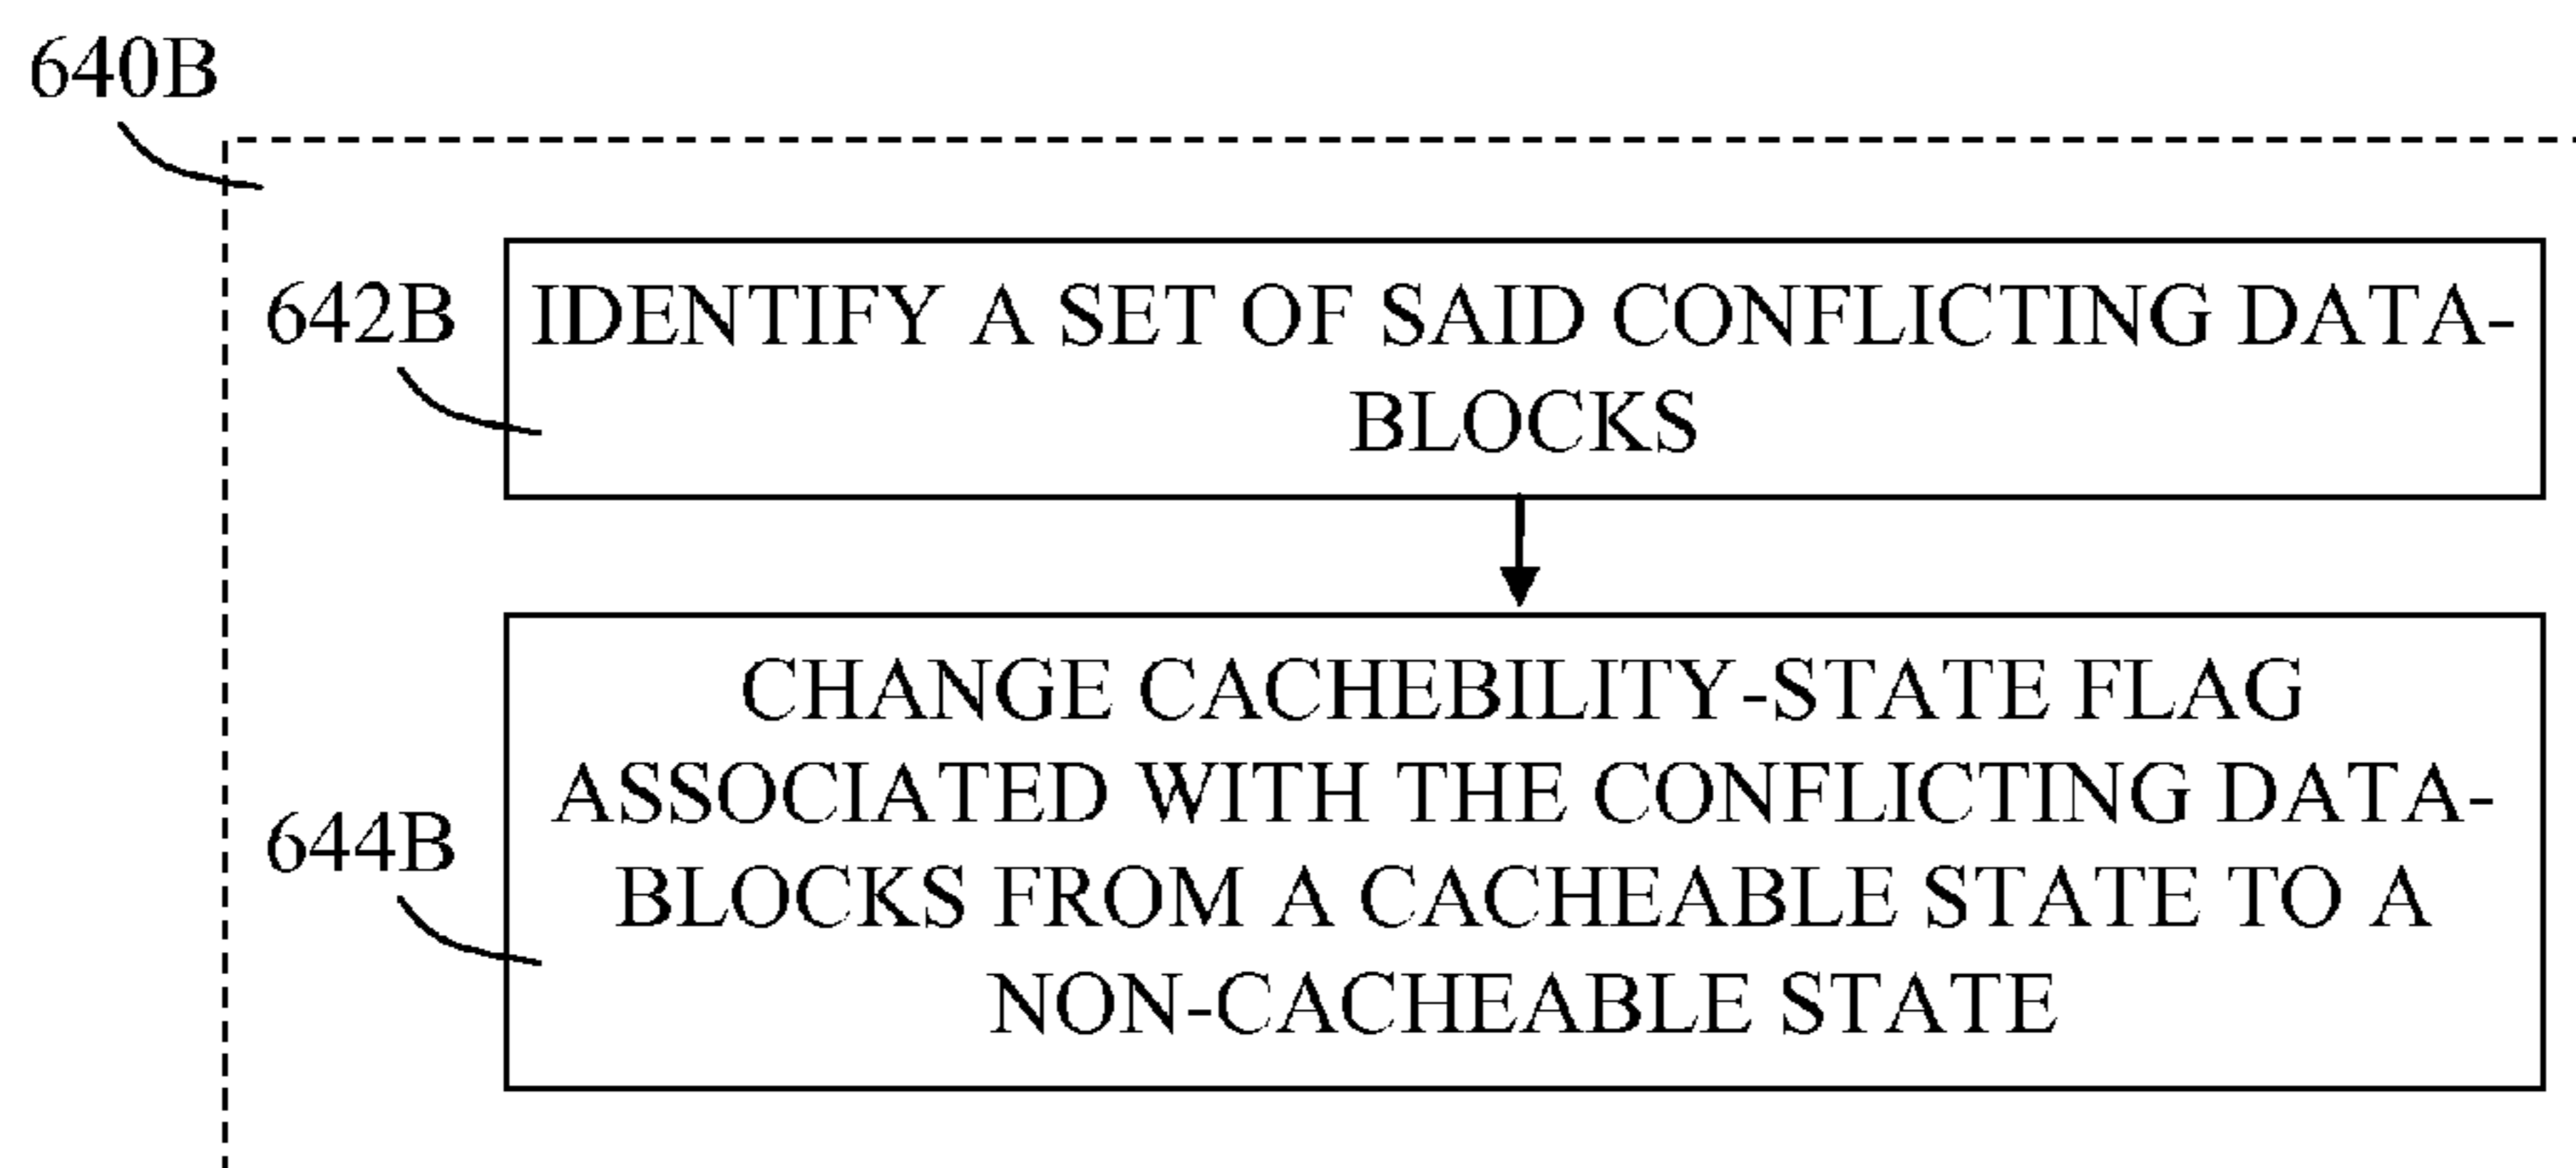 640B
642B
IDENTIFY A SET OF SAID CONFLICTING DATA-
BLOCKS
644B
CHANGE CACHEBILITY-STATE FLAG
ASSOCIATED WITH THE CONFLICTING DATA-
BLOCKS FROM A CACHEABLE STATE TO A
NON-CACHEABLE STATE